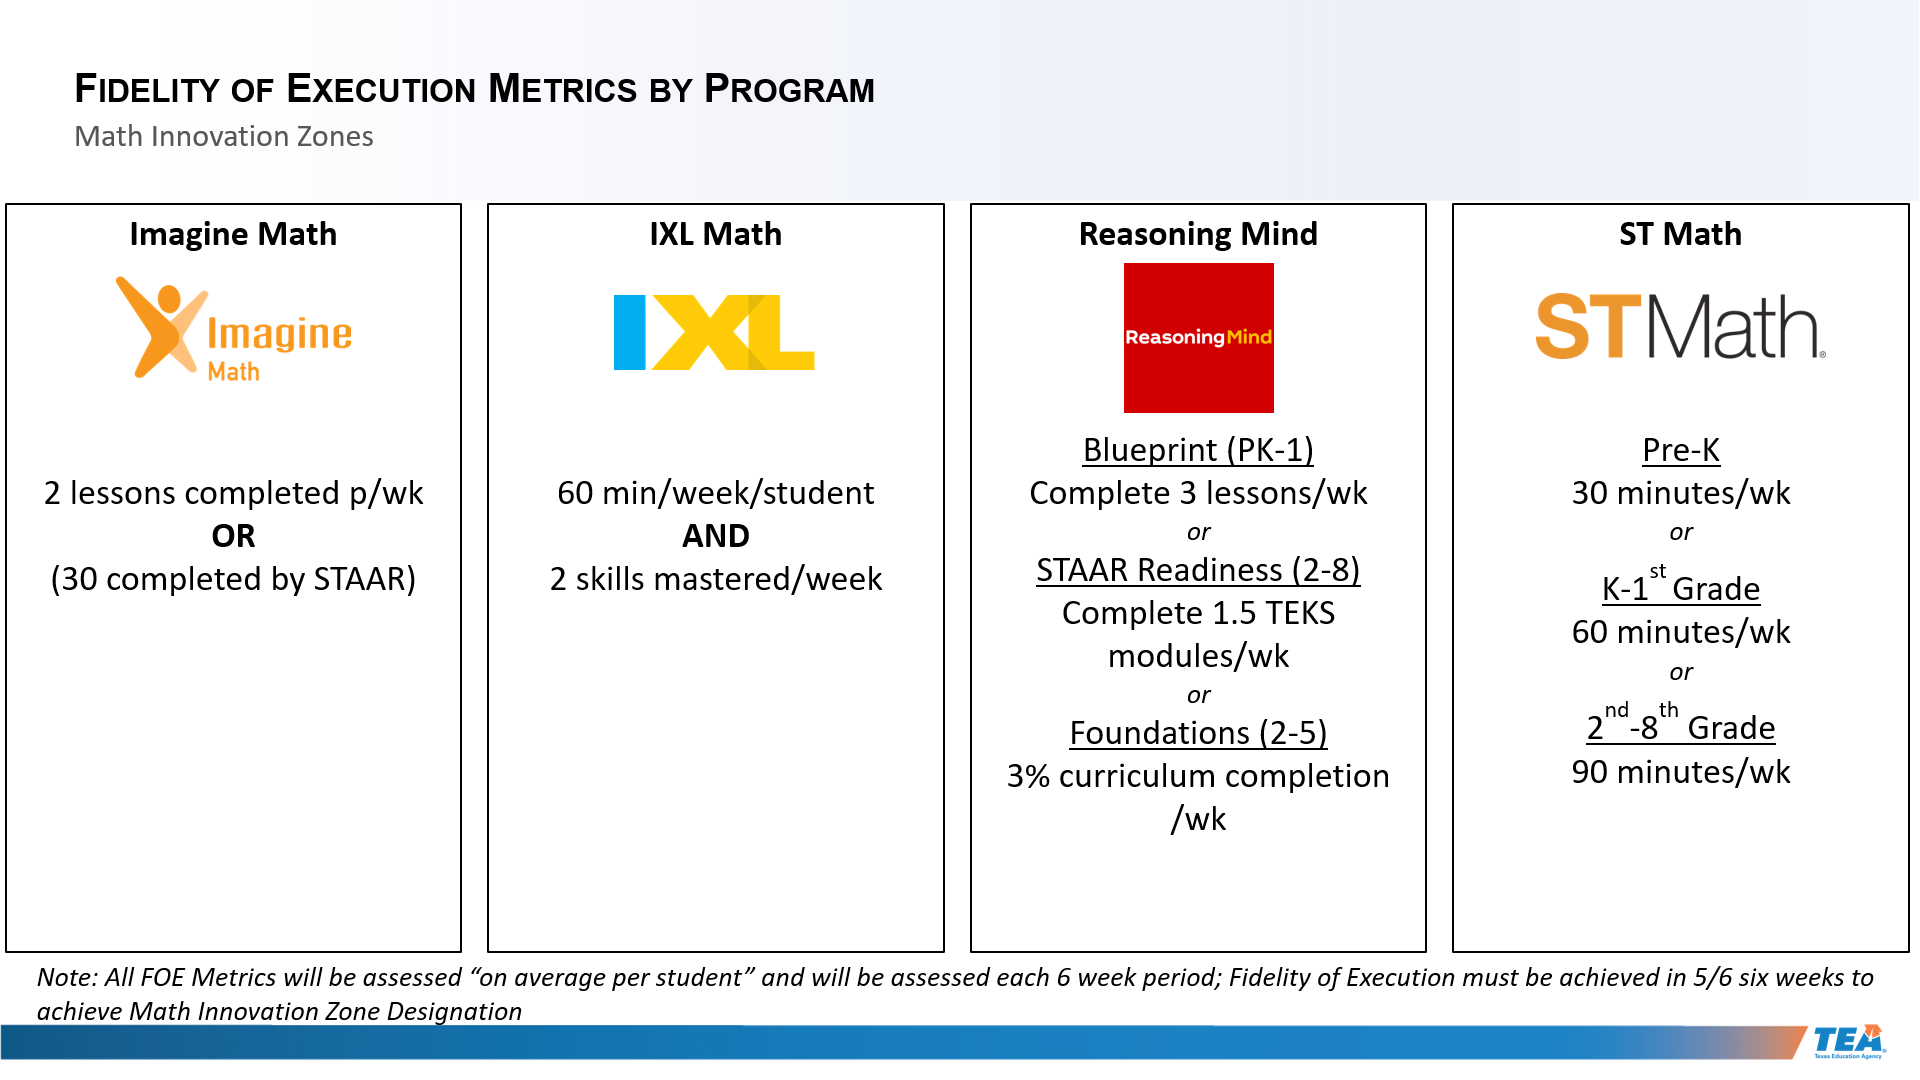 FIDELITY OF EXECUTION METRICS BY PROGRAM
Math Innovation Zones
Imagine Math
Imagine
Math
2 lessons completed p/wk
OR
(30 completed by STAAR)
IXL Math
IXL
60 min/week/student
AND
2 skills mastered/week
Reasoning Mind
ReasoningMind
Blueprint (PK-1)
Complete 3 lessons/wk
or
STAAR Readiness (2-8)
Complete 1.5 TEKS
modules/wk
or
Foundations (2-5)
3% curriculum completion
/wk
ST Math
STMath®
Pre-K
30 minutes/wk
or
K-1st Grade
60 minutes/wk
or
2nd-8th Grade
90 minutes/wk
Note: All FOE Metrics will be assessed “on average per student” and will be assessed each 6 week period; Fidelity of Execution must be achieved in 5/6 six weeks to
achieve Math Innovation Zone Designation
TEA
Texas Education Agency